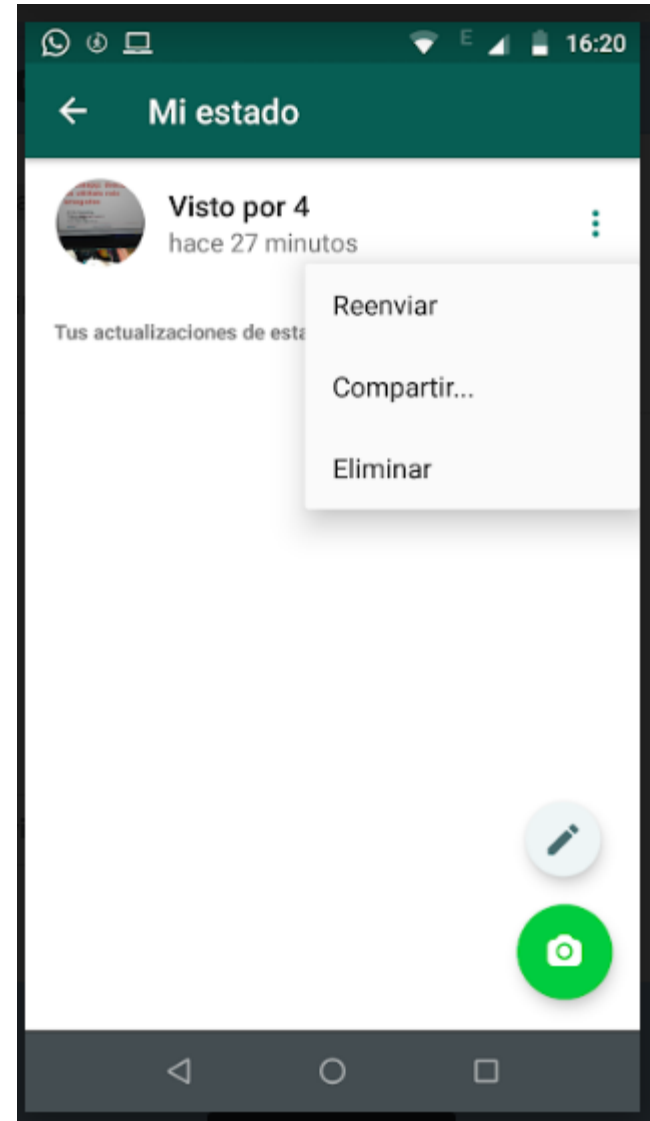 E 16:20
Mi estado
Visto por 4
hace 27 minutos
Reenviar
Tus actualizaciones de esta
Compartir...
Eliminar